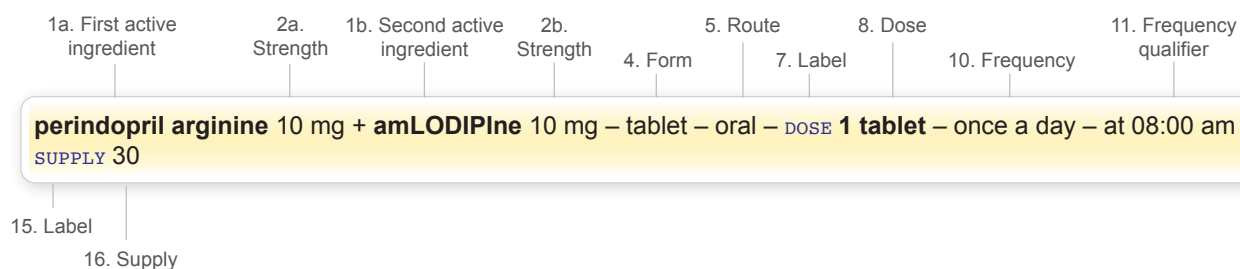 1a. First active
ingredient
2a.
Strength
1b. Second active
ingredient
2b.
Strength
4. Form
5. Route
7. Label
8. Dose
10. Frequency
11. Frequency
qualifier
perindopril arginine 10 mg + amLODIPIne 10 mg – tablet – oral – DOSE 1 tablet – once a day – at 08:00 am
SUPPLY 30
15. Label
16. Supply